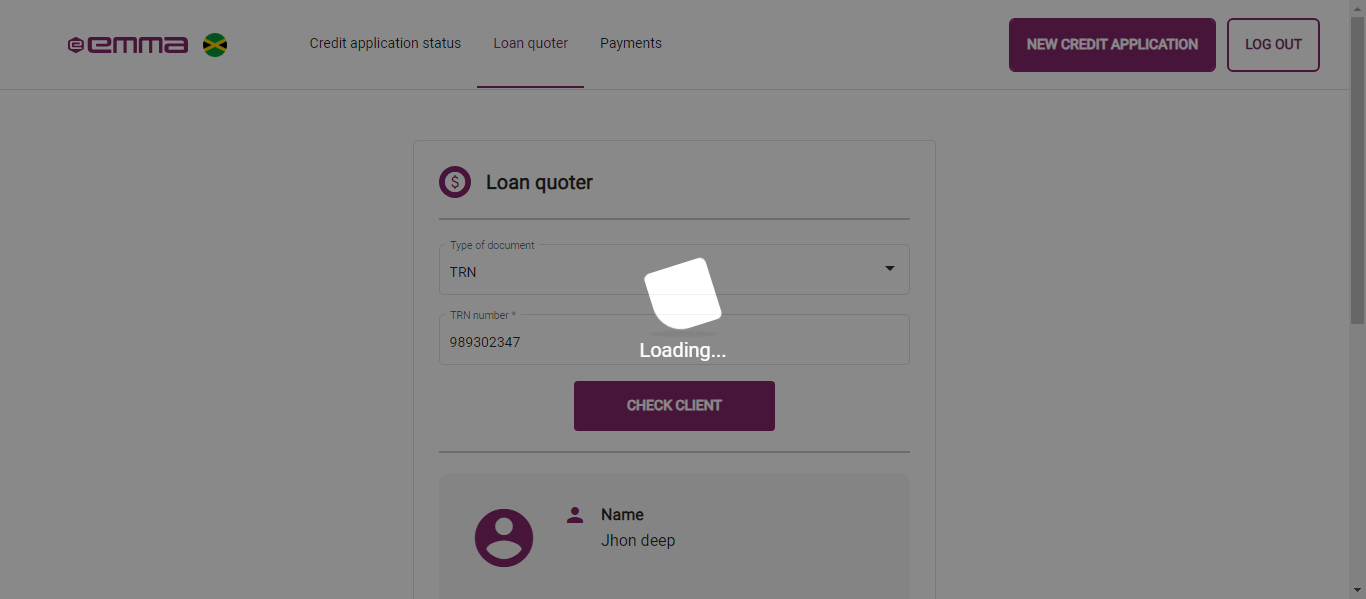 emma
Credit application status
Loan quoter
Payments
NEW CREDIT APPLICATION
LOG OUT
$ Loan quoter
Type of document
TRN
TRN number *
989302347
Loading...
CHECK CLIENT
Name
Jhon deep